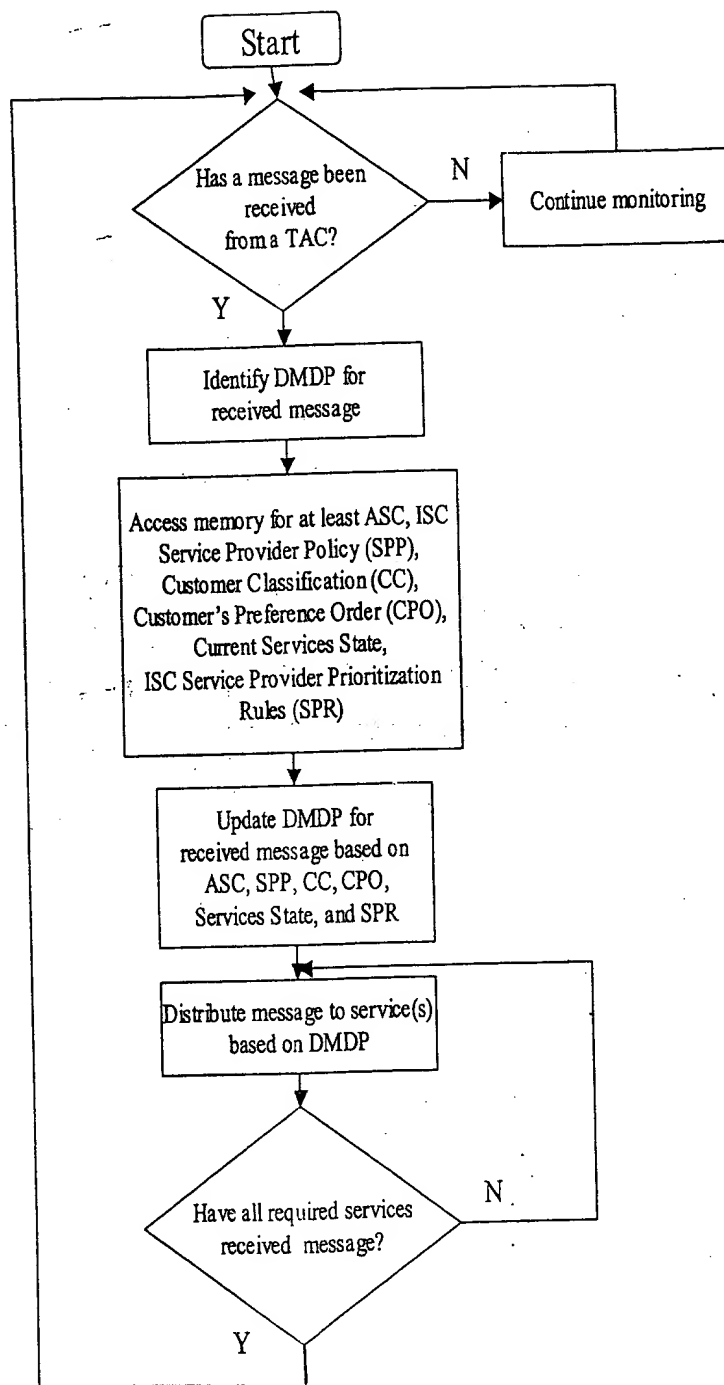 Start
Has a message been
received
from a TAC?
N
Continue monitoring
Y
Identify DMDP for
received message
Access memory for at least ASC, ISC
Service Provider Policy (SPP),
Customer Classification (CC),
Customer's Preference Order (CPO),
Current Services State,
ISC Service Provider Prioritization
Rules (SPR)
Update DMDP for
received message based on
ASC, SPP, CC, CPO,
Services State, and SPR
Distribute message to service(s)
based on DMDP
Have all required services
received message?
N
Y